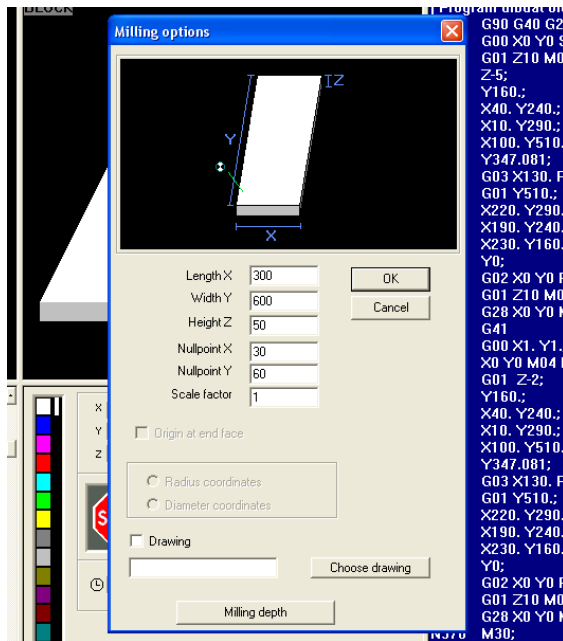 BLOCK
Milling options
Z
Y
X
Length X 300
Width Y 600
Height Z 50
Nullpoint X 30
Nullpoint Y 60
Scale factor 1
OK
Cancel
Origin at end face
Radius coordinates
Diameter coordinates
Drawing
Choose drawing
Milling depth
X
Y
Z
G90 G40
G00 X0 Y0
G01 Z10
Z-5;
Y160.;
X40. Y240.;
X10. Y290.;
X100. Y510.
Y347.081;
G03 X130.
G01 Y510.;
X220. Y290.
X190. Y240.
X230. Y160.
Y0;
G02 X0 Y0
G01 Z10
G28 X0 Y0
G41
G00 X1. Y1.
X0 Y0 M04
G01 Z-2;
Y160.;
X40. Y240.;
X10. Y290.;
X100. Y510.
Y347.081;
G03 X130.
G01 Y510.;
X220. Y290.
X190. Y240.
X230. Y160.
Y0;
G02 X0 Y0
G01 Z10
G28 X0 Y0
N370 M30;